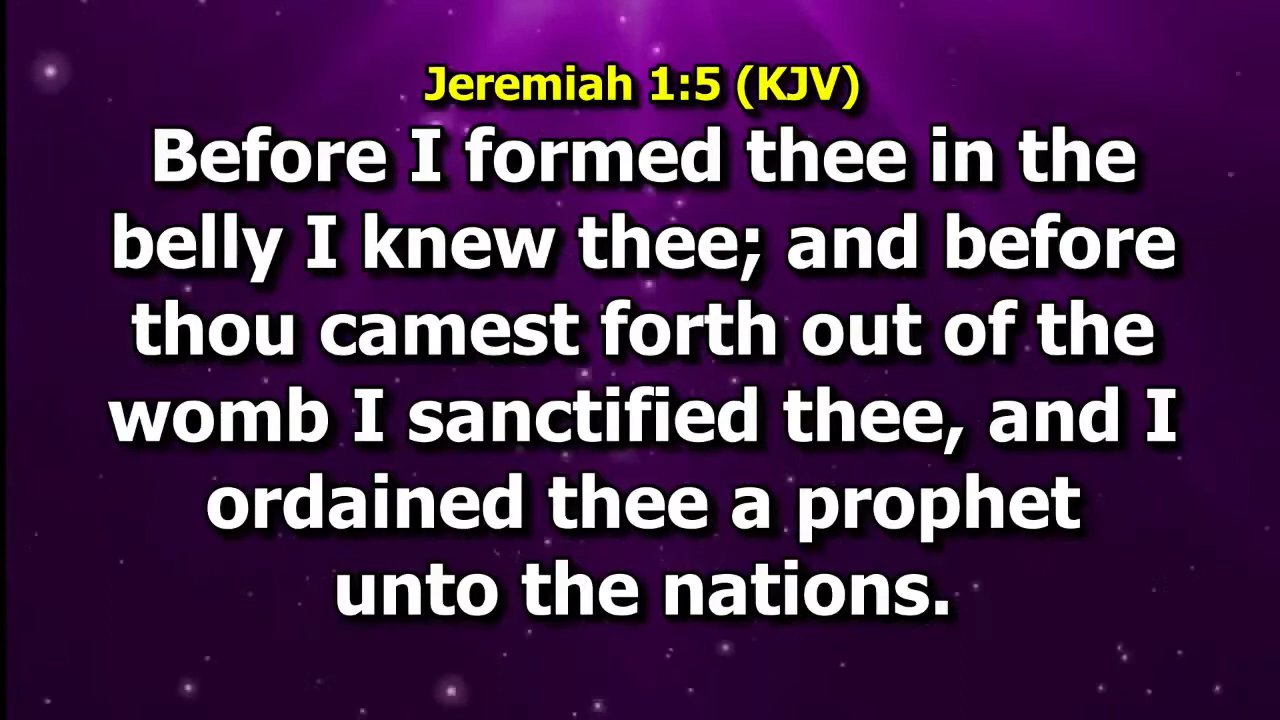 Jeremiah 1:5 (KJV)
Before I formed thee in the
belly I knew thee; and before
thou camest forth out of the
womb I sanctified thee, and I
ordained thee a prophet
unto the nations.